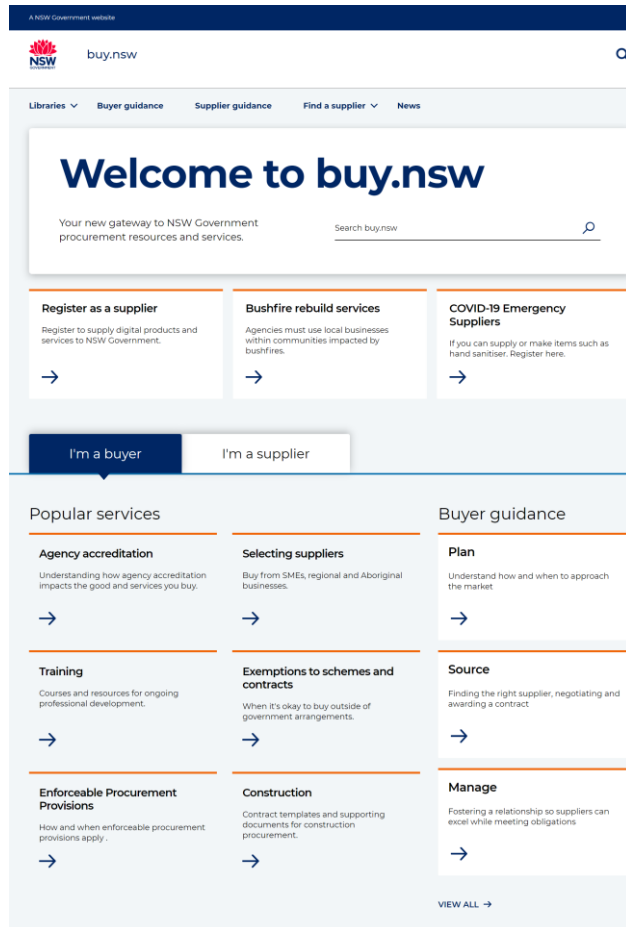 A NSW Government website
NSW
GOVERNMENT
buy.nsw
Libraries
Buyer guidance
Supplier guidance
Find a supplier
News
Welcome to buy.nsw
Your new gateway to NSW Government
procurement resources and services.
Search buy.nsw
Register as a supplier
Register to supply digital products and
services to NSW Government.
Bushfire rebuild services
Agencies must use local businesses
within communities impacted by
bushfires.
COVID-19 Emergency
Suppliers
If you can supply or make items such as
hand sanitiser. Register here.
I'm a buyer
I'm a supplier
Popular services
Agency accreditation
Understanding how agency accreditation
impacts the good and services you buy.
Selecting suppliers
Buy from SMEs, regional and Aboriginal
businesses.
Training
Courses and resources for ongoing
professional development.
Exemptions to schemes and
contracts
When it's okay to buy outside of
government arrangements.
Enforceable Procurement
Provisions
How and when enforceable procurement
provisions apply .
Construction
Contract templates and supporting
documents for construction
procurement.
Buyer guidance
Plan
Understand how and when to approach
the market
Source
Finding the right supplier, negotiating and
awarding a contract
Manage
Fostering a relationship so suppliers can
excel while meeting obligations
VIEW ALL